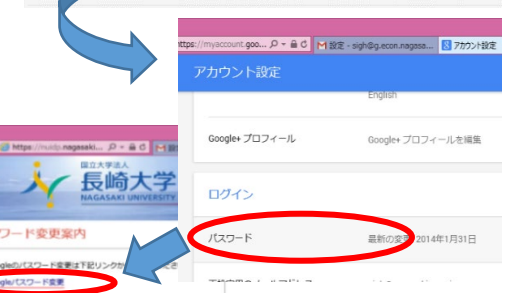 https://myaccount.goo...
設定 - sigh@g.econ.nagasa...
アカウント設定
アカウント設定
English
Google+ プロフィール
Google+ プロフィールを編集
ログイン
パスワード
最新の変更: 2014年1月31日
https://nuidp.nagasaki...
国立大学法人
長崎大学
NAGASAKI UNIVERSITY
ワード変更案内
ogleのパスワード変更は下記リンクか
ogleパスワード変更